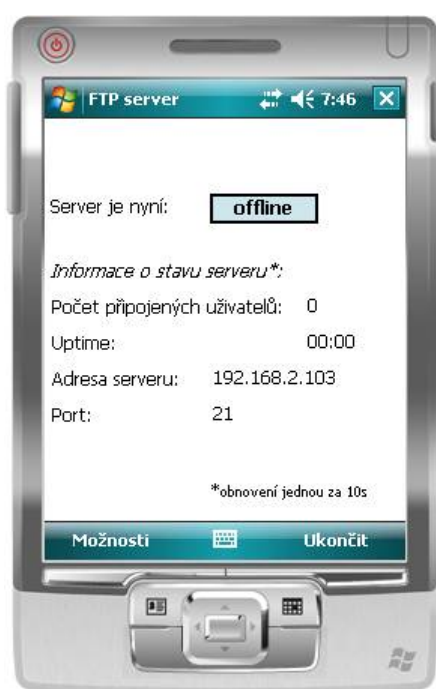 FTP server 7:46
Server je nyní: offline
Informace o stavu serveru*:
Počet připojených uživatelů: 0
Uptime: 00:00
Adresa serveru: 192.168.2.103
Port: 21
*obnovení jednou za 10s
Možnosti Ukončit